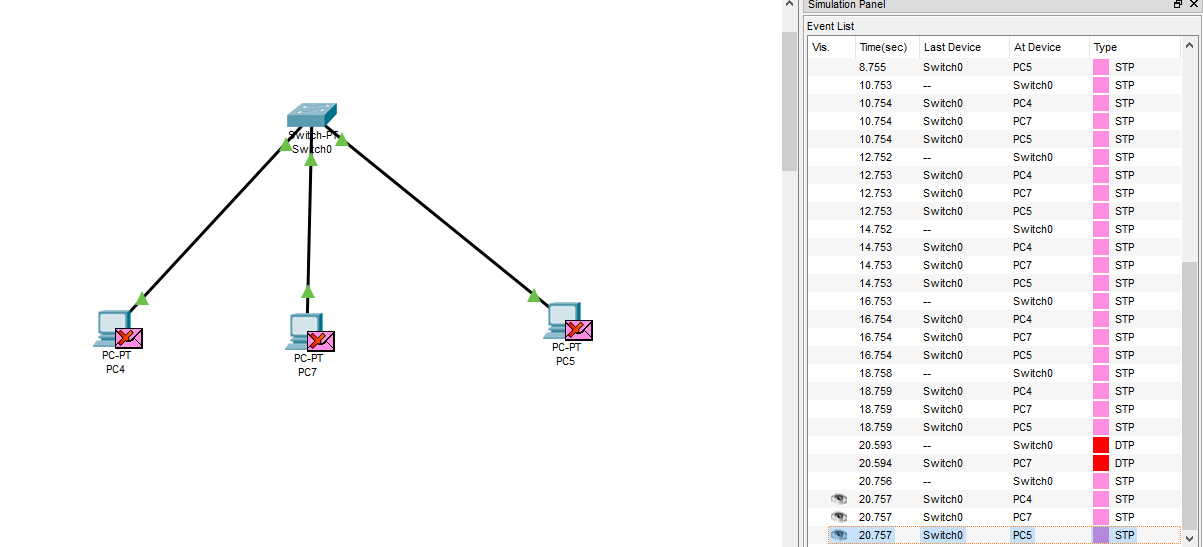 Simulation Panel
Event List
Vis. Time(sec) Last Device At Device Type
8.755 Switch0 PC5 STP
10.753 -- Switch0 STP
10.754 Switch0 PC4 STP
10.754 Switch0 PC7 STP
10.754 Switch0 PC5 STP
12.752 -- Switch0 STP
12.753 Switch0 PC4 STP
12.753 Switch0 PC7 STP
12.753 Switch0 PC5 STP
14.752 -- Switch0 STP
14.753 Switch0 PC4 STP
14.753 Switch0 PC7 STP
14.753 Switch0 PC5 STP
16.753 -- Switch0 STP
16.754 Switch0 PC4 STP
16.754 Switch0 PC7 STP
16.754 Switch0 PC5 STP
18.758 -- Switch0 STP
18.759 Switch0 PC4 STP
18.759 Switch0 PC7 STP
18.759 Switch0 PC5 STP
20.593 -- Switch0 DTP
20.594 Switch0 PC7 DTP
20.756 -- Switch0 STP
20.757 Switch0 PC4 STP
20.757 Switch0 PC7 STP
20.757 Switch0 PC5 STP
Switch-PT
Switch0
PC-PT
PC4
PC-PT
PC7
PC-PT
PC5